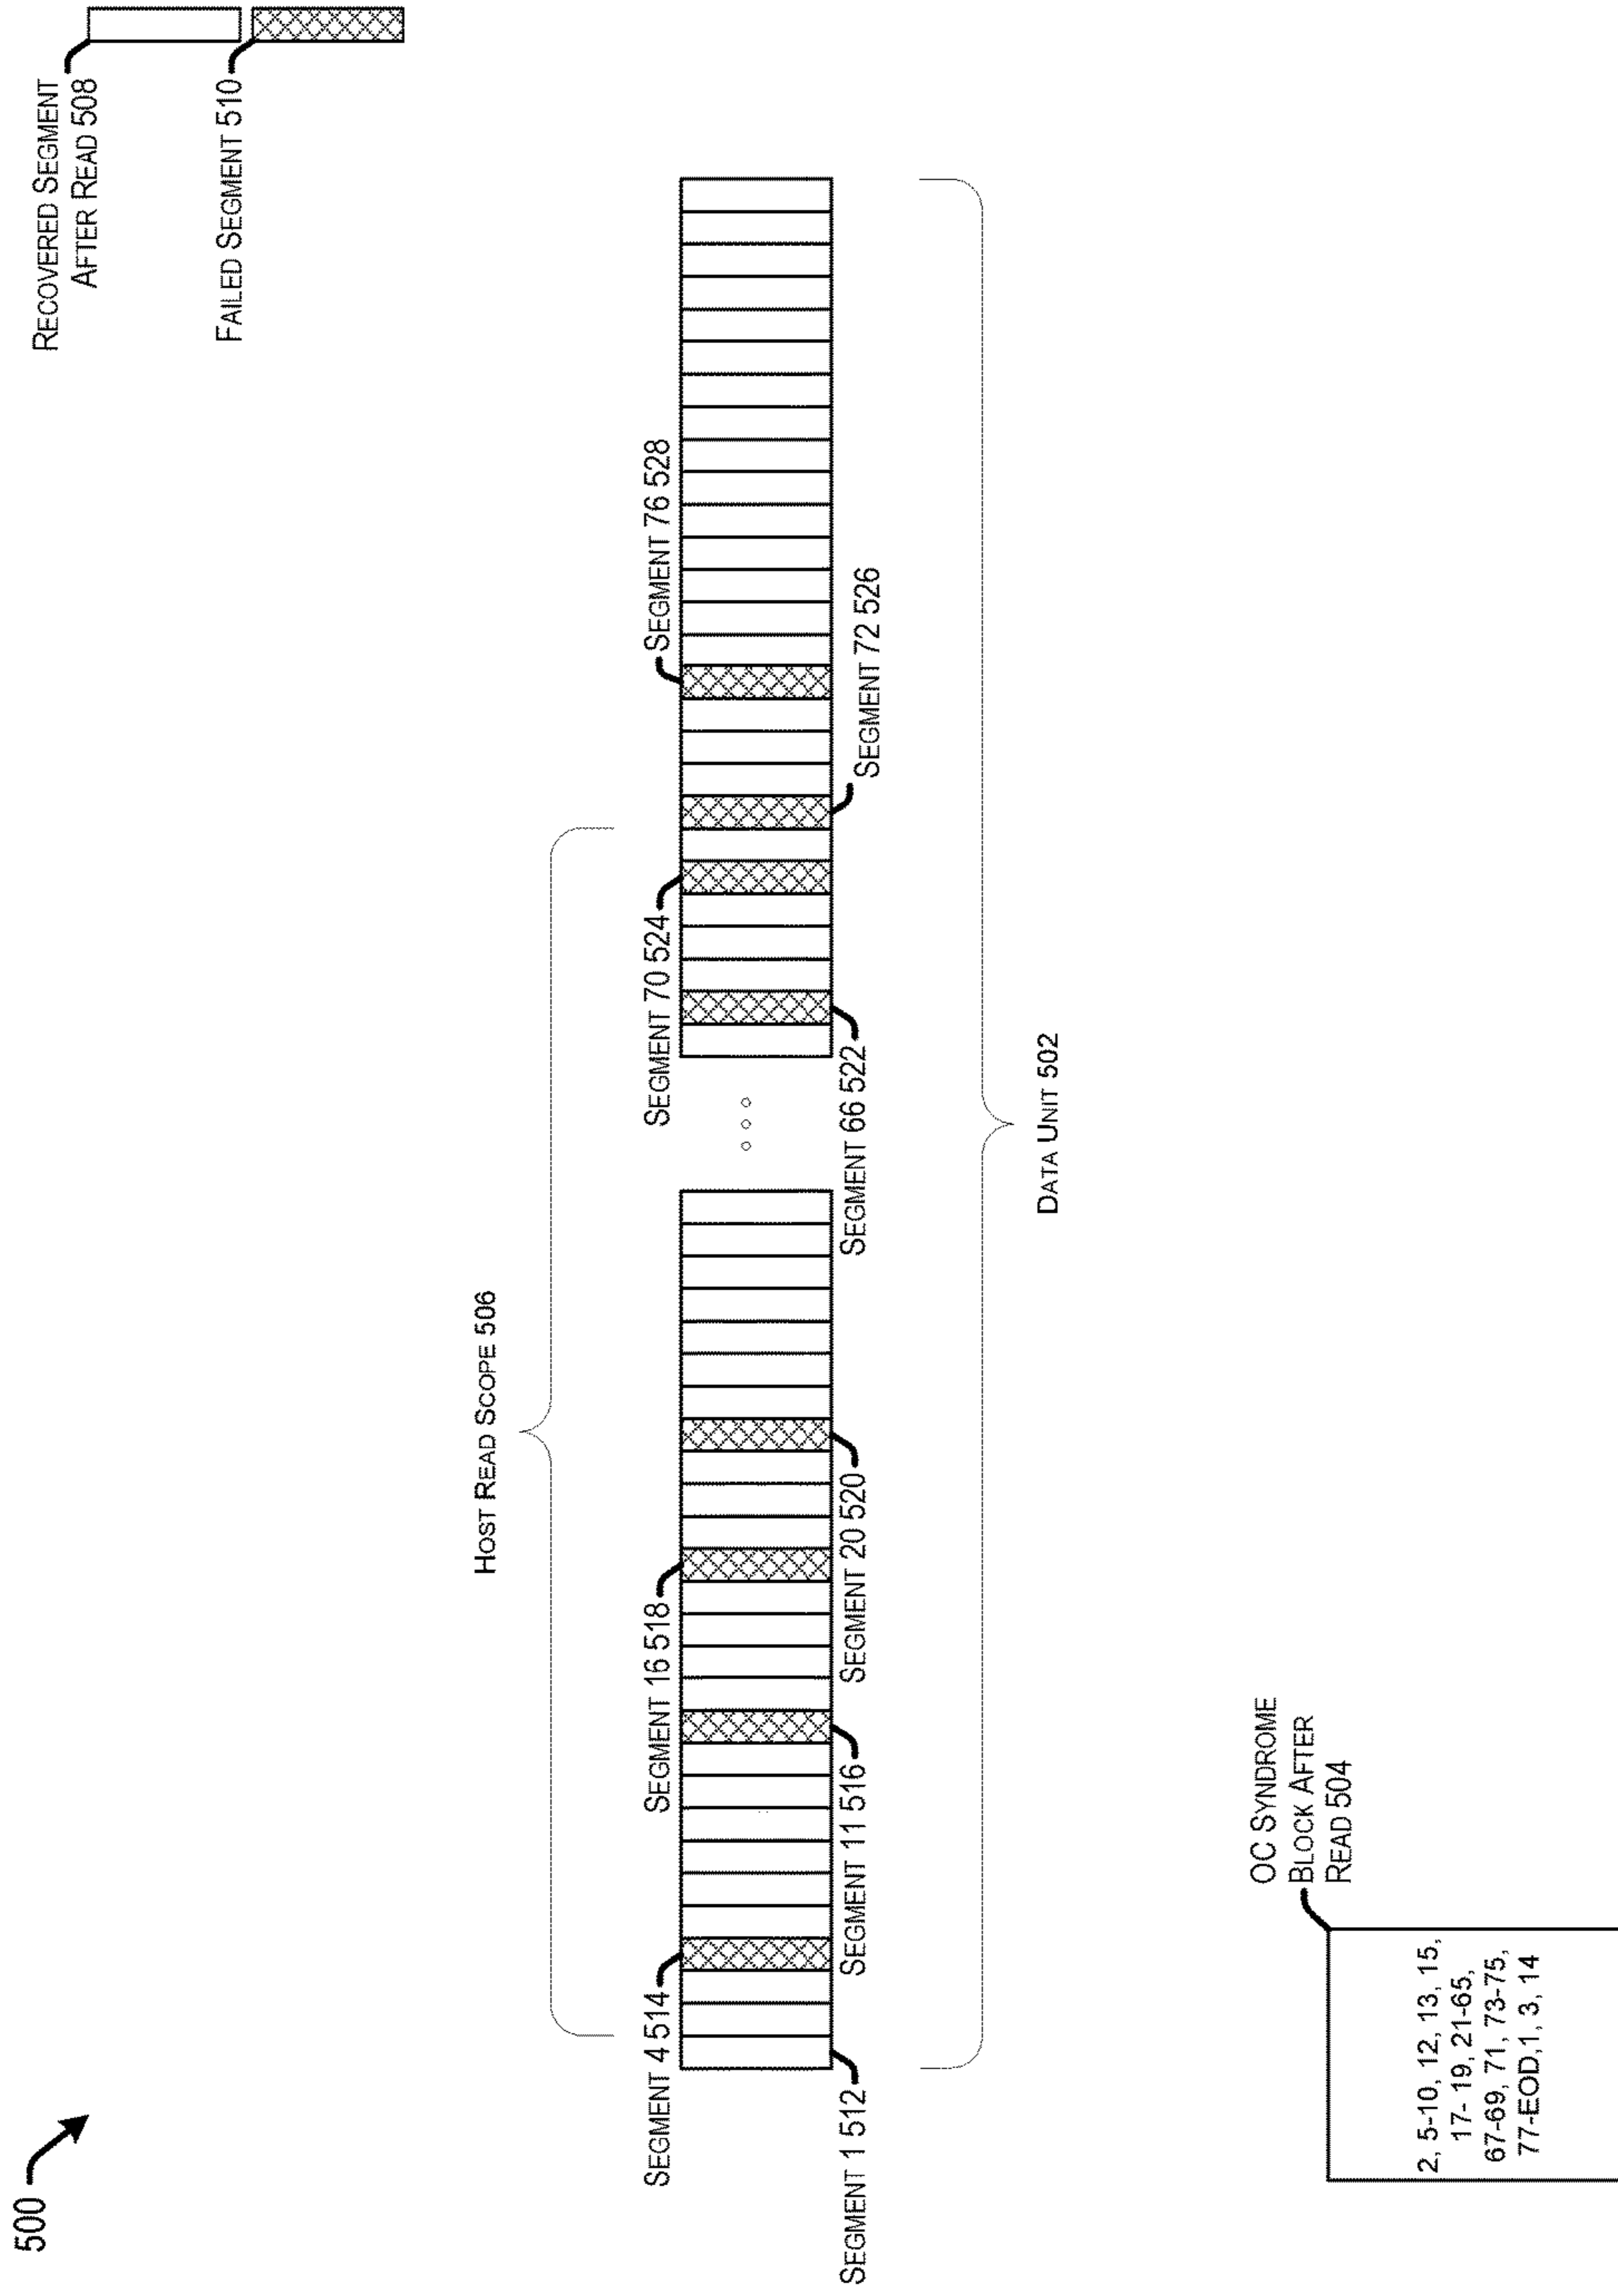 500
RECOVERED SEGMENT
AFTER READ 508
FAILED SEGMENT 510
HOST READ SCOPE 506
SEGMENT 4 514
SEGMENT 16 518
SEGMENT 70 524
SEGMENT 76 528
SEGMENT 1 512
SEGMENT 11 516
SEGMENT 20 520
SEGMENT 66 522
SEGMENT 72 526
DATA UNIT 502
OC SYNDROME
BLOCK AFTER
READ 504
2, 5-10, 12, 13, 15,
17- 19, 21-65,
67-69, 71, 73-75,
77-EOD,1, 3, 14